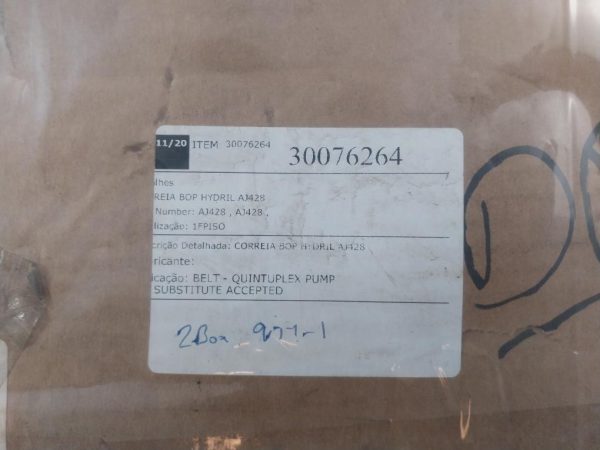 11/20 ITEM 30076264 30076264
lhes
REIA BOP HYDRIL AJ428
Number: AJ428 , AJ428 ,
lização: 1FPISO
crição Detalhada: CORREIA BOP HYDRIL AJ428
ricante:
icação: BELT - QUINTUPLEX PUMP
SUBSTITUTE ACCEPTED
2Box